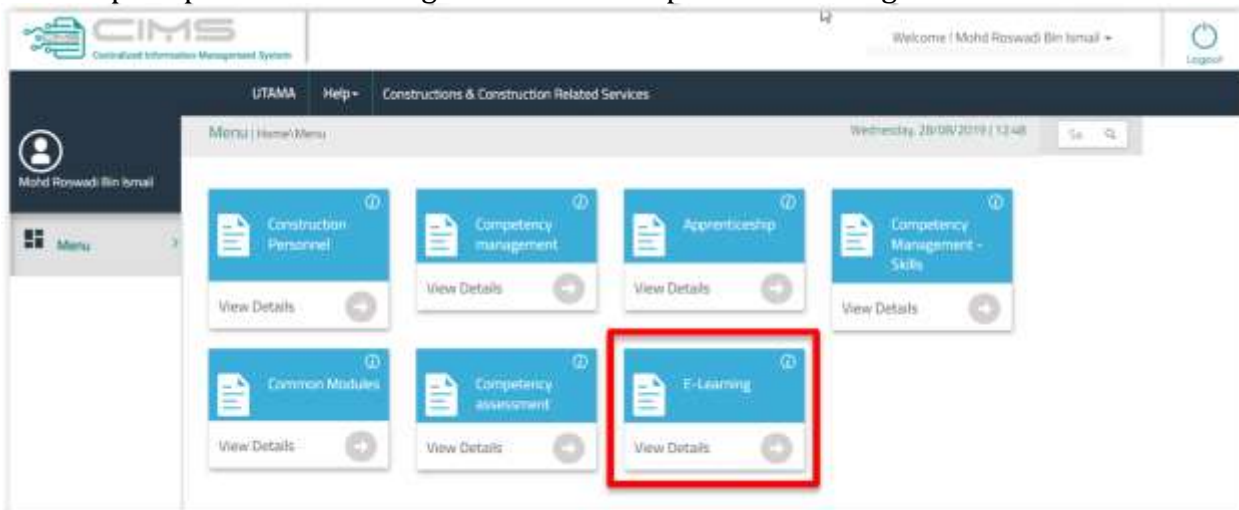 CIMS
Centralized Information Management System
Welcome ! Mohd Roswadi Bin Ismail
Logout
UTAMA Help Constructions & Construction Related Services
Mohd Roswadi Bin Ismail
Menu | Home\ Menu
Wednesday, 28/08/2019 | 12:48
Se
Menu
Construction
Personnel
View Details
Competency
management
View Details
Apprenticeship
View Details
Competency
Management -
Skills
View Details
Common Modules
View Details
Competency
assessment
View Details
E-Learning
View Details